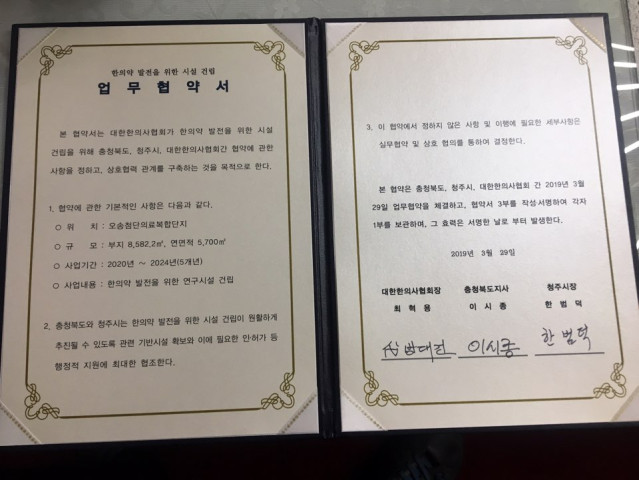 한의약 발전을 위한 시설 건립
업 무 협 약 서
본 협약서는 대한한의사협회가 한의약 발전을 위한 시설
건립을 위해 충청북도, 청주시, 대한한의사협회간 협약에 관한
사항을 정하고, 상호협력 관계를 구축하는 것을 목적으로 한다.
1. 협약에 관한 기본적인 사항은 다음과 같다.
○ 위 치 : 오송첨단의료복합단지
○ 규 모 : 부지 8,582.2㎡, 연면적 5,700㎡
○ 사업기간 : 2020년 ~ 2024년(5개년)
○ 사업내용 : 한의약 발전을 위한 연구시설 건립
2. 충청북도와 청주시는 한의약 발전을 위한 시설 건립이 원활하게
추진될 수 있도록 관련 기반시설 확보와 이에 필요한 인·허가 등
행정적 지원에 최대한 협조한다.
3. 이 협약에서 정하지 않은 사항 및 이행에 필요한 세부사항은
실무협약 및 상호 협의를 통하여 결정한다.
본 협약은 충청북도, 청주시, 대한한의사협회 간 2019년 3월
29일 업무협약을 체결하고, 협약서 3부를 작성·서명하여 각자
1부를 보관하며, 그 효력은 서명한 날로 부터 발생한다.
2019년 3월 29일
대한한의사협회장 충청북도지사 청주시장
최 혁 용 이 시 종 한 범 덕
이시종 한범덕